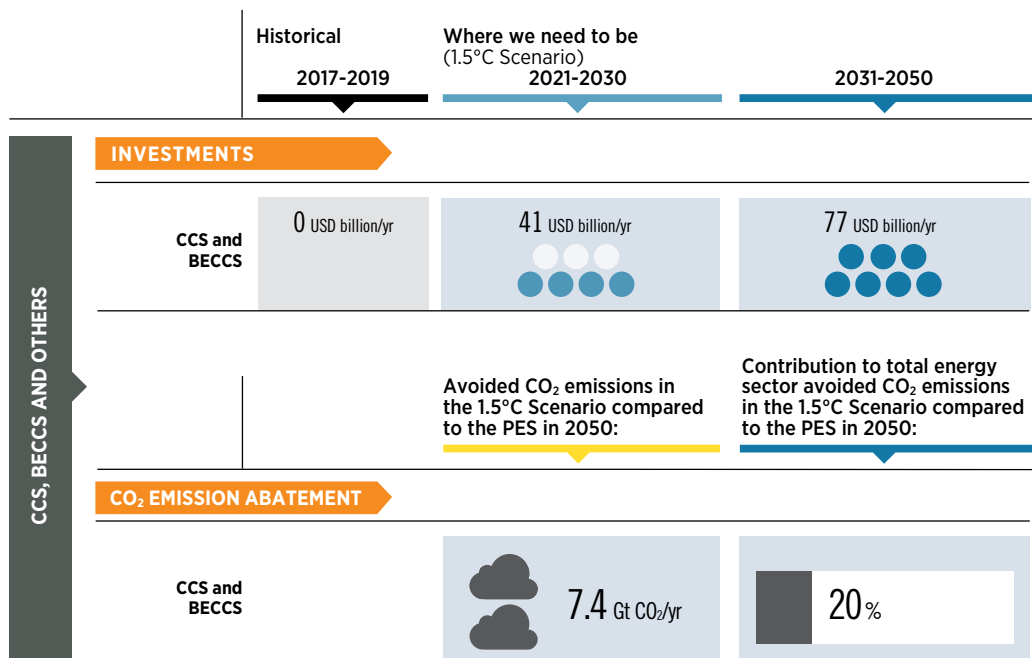 Historical
Where we need to be
(1.5°C Scenario)
2017-2019
2021-2030
2031-2050
CCS, BECCS AND OTHERS
INVESTMENTS
CCS and
BECCS
0 USD billion/yr
41 USD billion/yr
77 USD billion/yr
Avoided CO₂ emissions in
the 1.5°C Scenario compared
to the PES in 2050:
Contribution to total energy
sector avoided CO₂ emissions
in the 1.5°C Scenario compared
to the PES in 2050:
CO₂ EMISSION ABATEMENT
CCS and
BECCS
7.4 Gt CO₂/yr
20 %